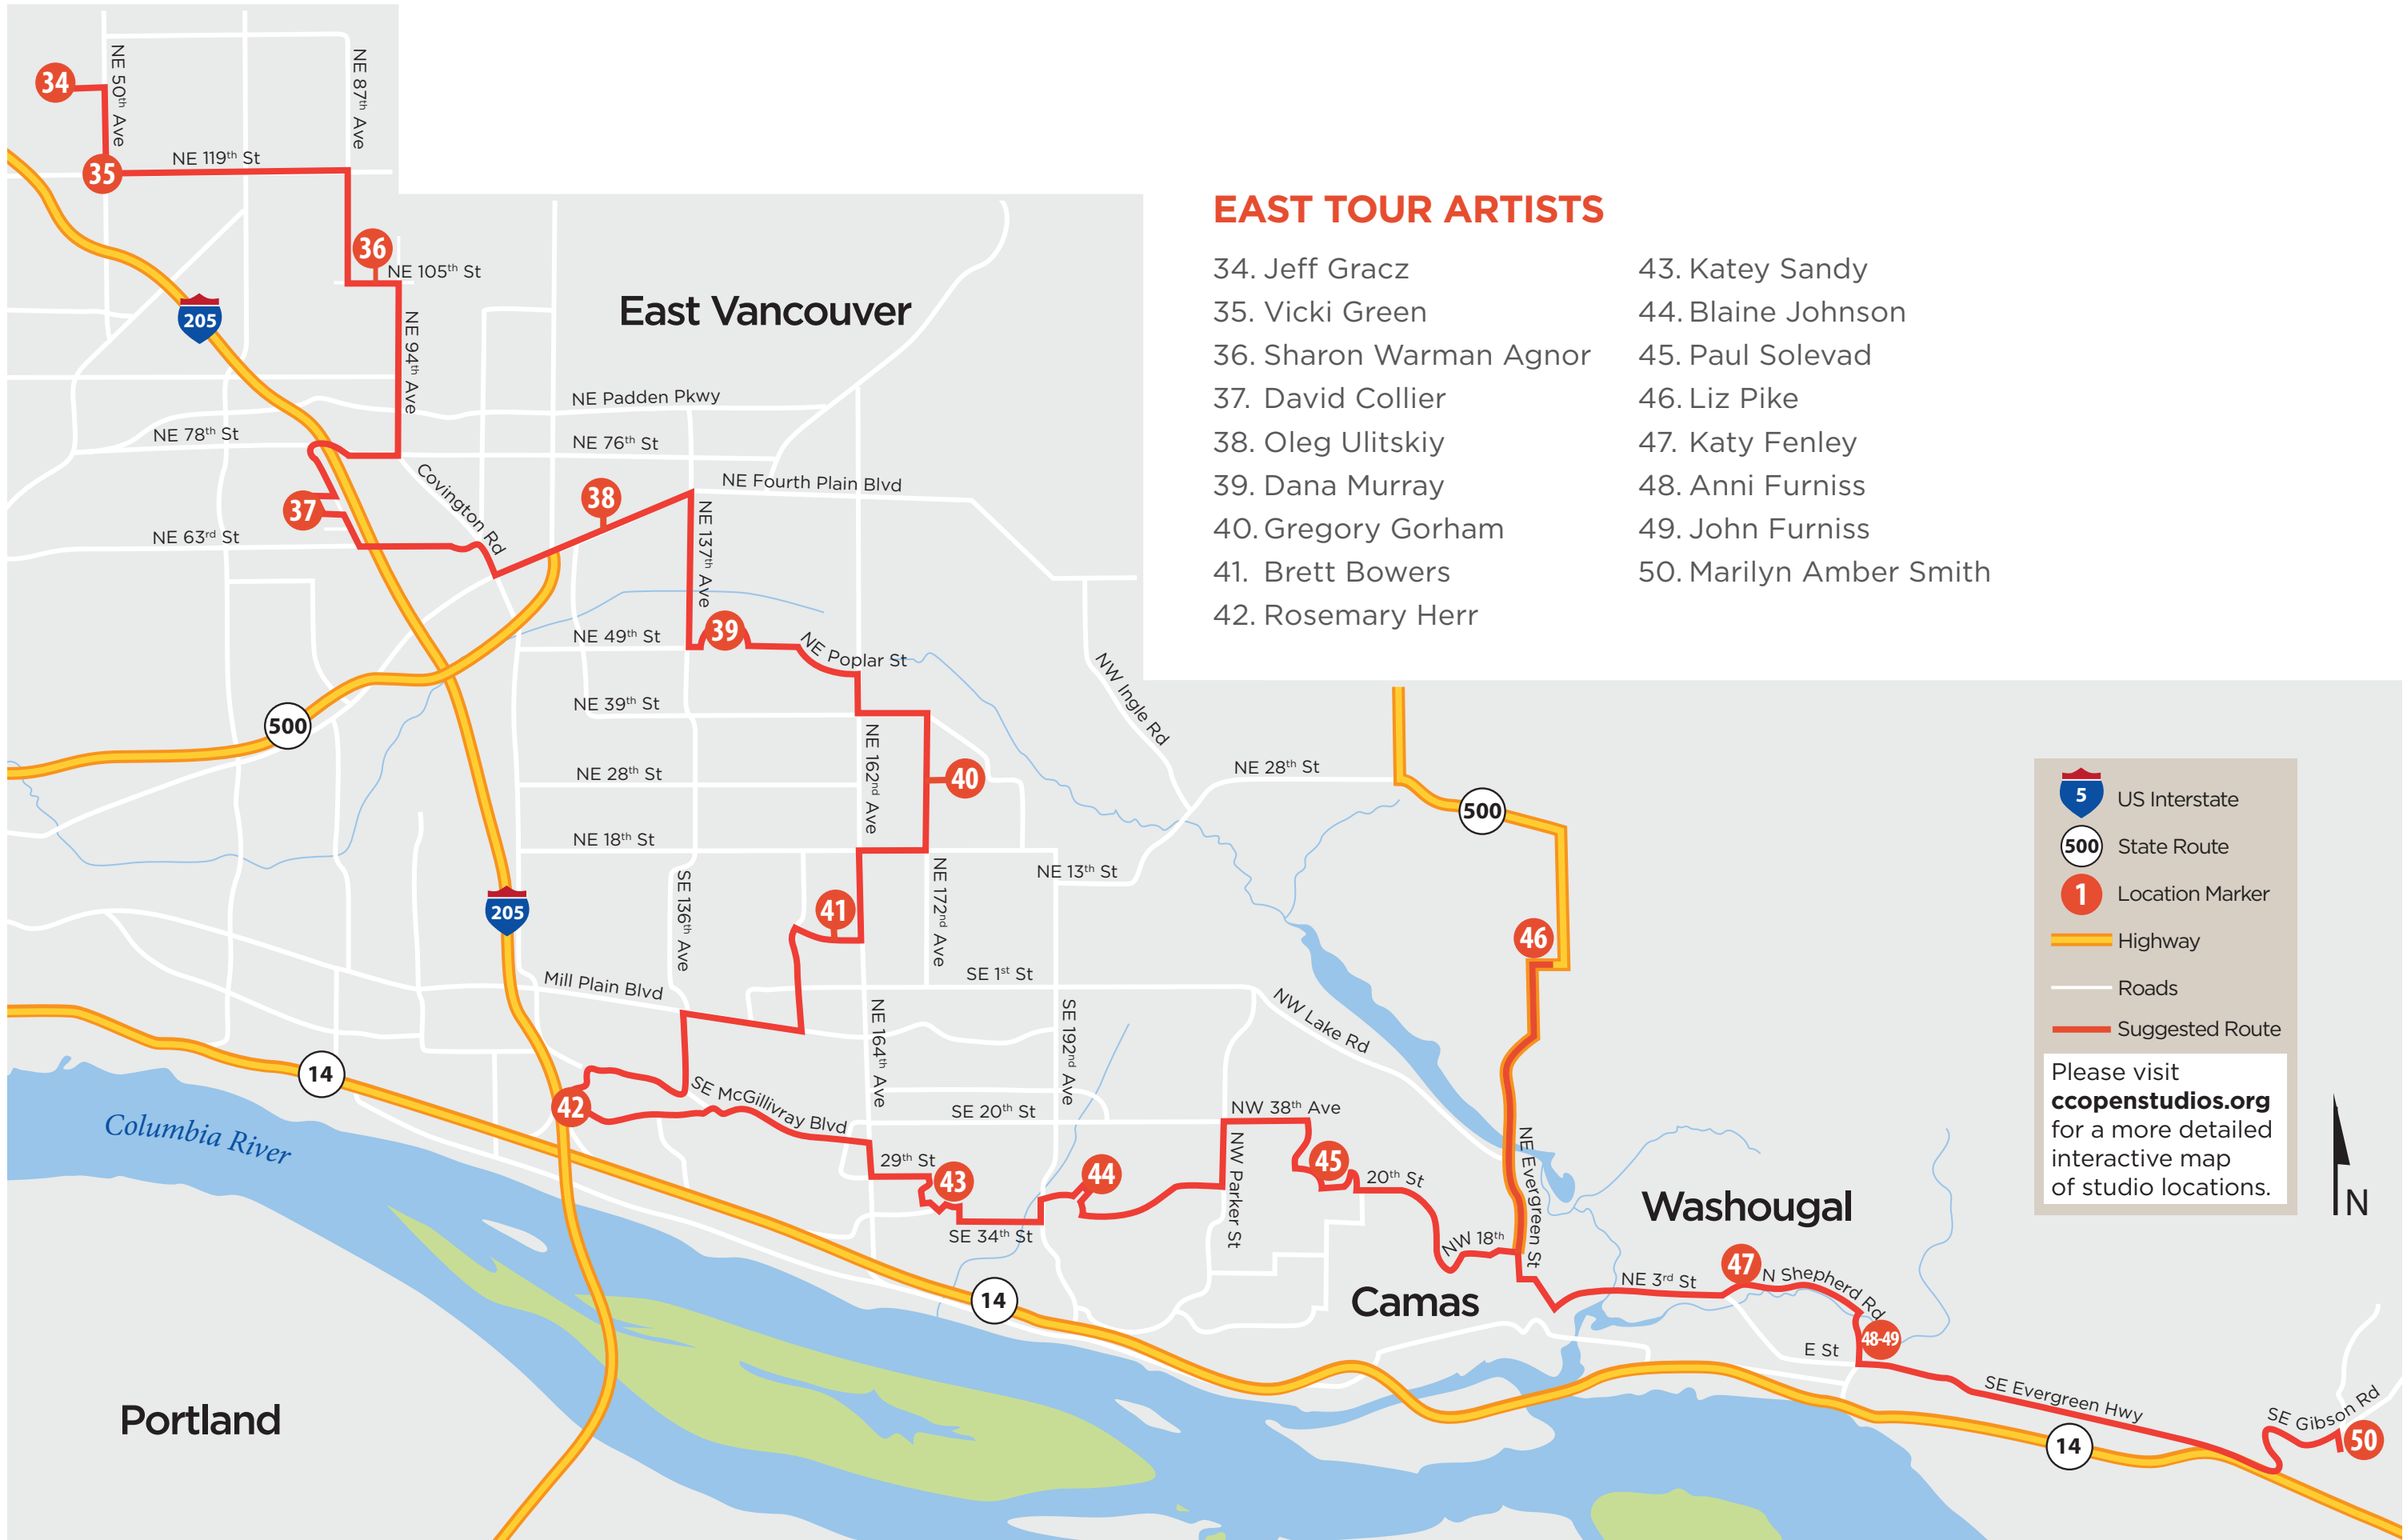 34
NE 50th Ave
NE 87th Ave
35
NE 119th St
36
NE 105th St
205
East Vancouver
NE 94th Ave
NE Padden Pkwy
NE 78th St
NE 76th St
Covington Rd
37
38
NE Fourth Plain Blvd
NE 63rd St
NE 137th Ave
39
NE 49th St
NE Poplar St
NW Ingle Rd
500
NE 39th St
NE 162nd Ave
NE 28th St
40
NE 28th St
500
NE 18th St
NE 13th St
205
SE 136th Ave
41
NE 172nd Ave
46
Mill Plain Blvd
SE 1st St
NW Lake Rd
NE 164th Ave
SE 192nd Ave
14
42
SE McGillivray Blvd
SE 20th St
NW 38th Ave
Columbia River
29th St
43
44
NW Parker St
45
20th St
NE Evergreen St
Washougal
SE 34th St
NW 18th
47
N Shepherd Rd
NE 3rd St
14
Camas
48-49
E St
SE Evergreen Hwy
SE Gibson Rd
50
14
Portland
EAST TOUR ARTISTS
34. Jeff Gracz
35. Vicki Green
36. Sharon Warman Agnor
37. David Collier
38. Oleg Ulitskiy
39. Dana Murray
40. Gregory Gorham
41. Brett Bowers
42. Rosemary Herr
43. Katey Sandy
44. Blaine Johnson
45. Paul Solevad
46. Liz Pike
47. Katy Fenley
48. Anni Furniss
49. John Furniss
50. Marilyn Amber Smith
5 US Interstate
500 State Route
1 Location Marker
Highway
Roads
Suggested Route
Please visit
ccopenstudios.org
for a more detailed
interactive map
of studio locations.
N